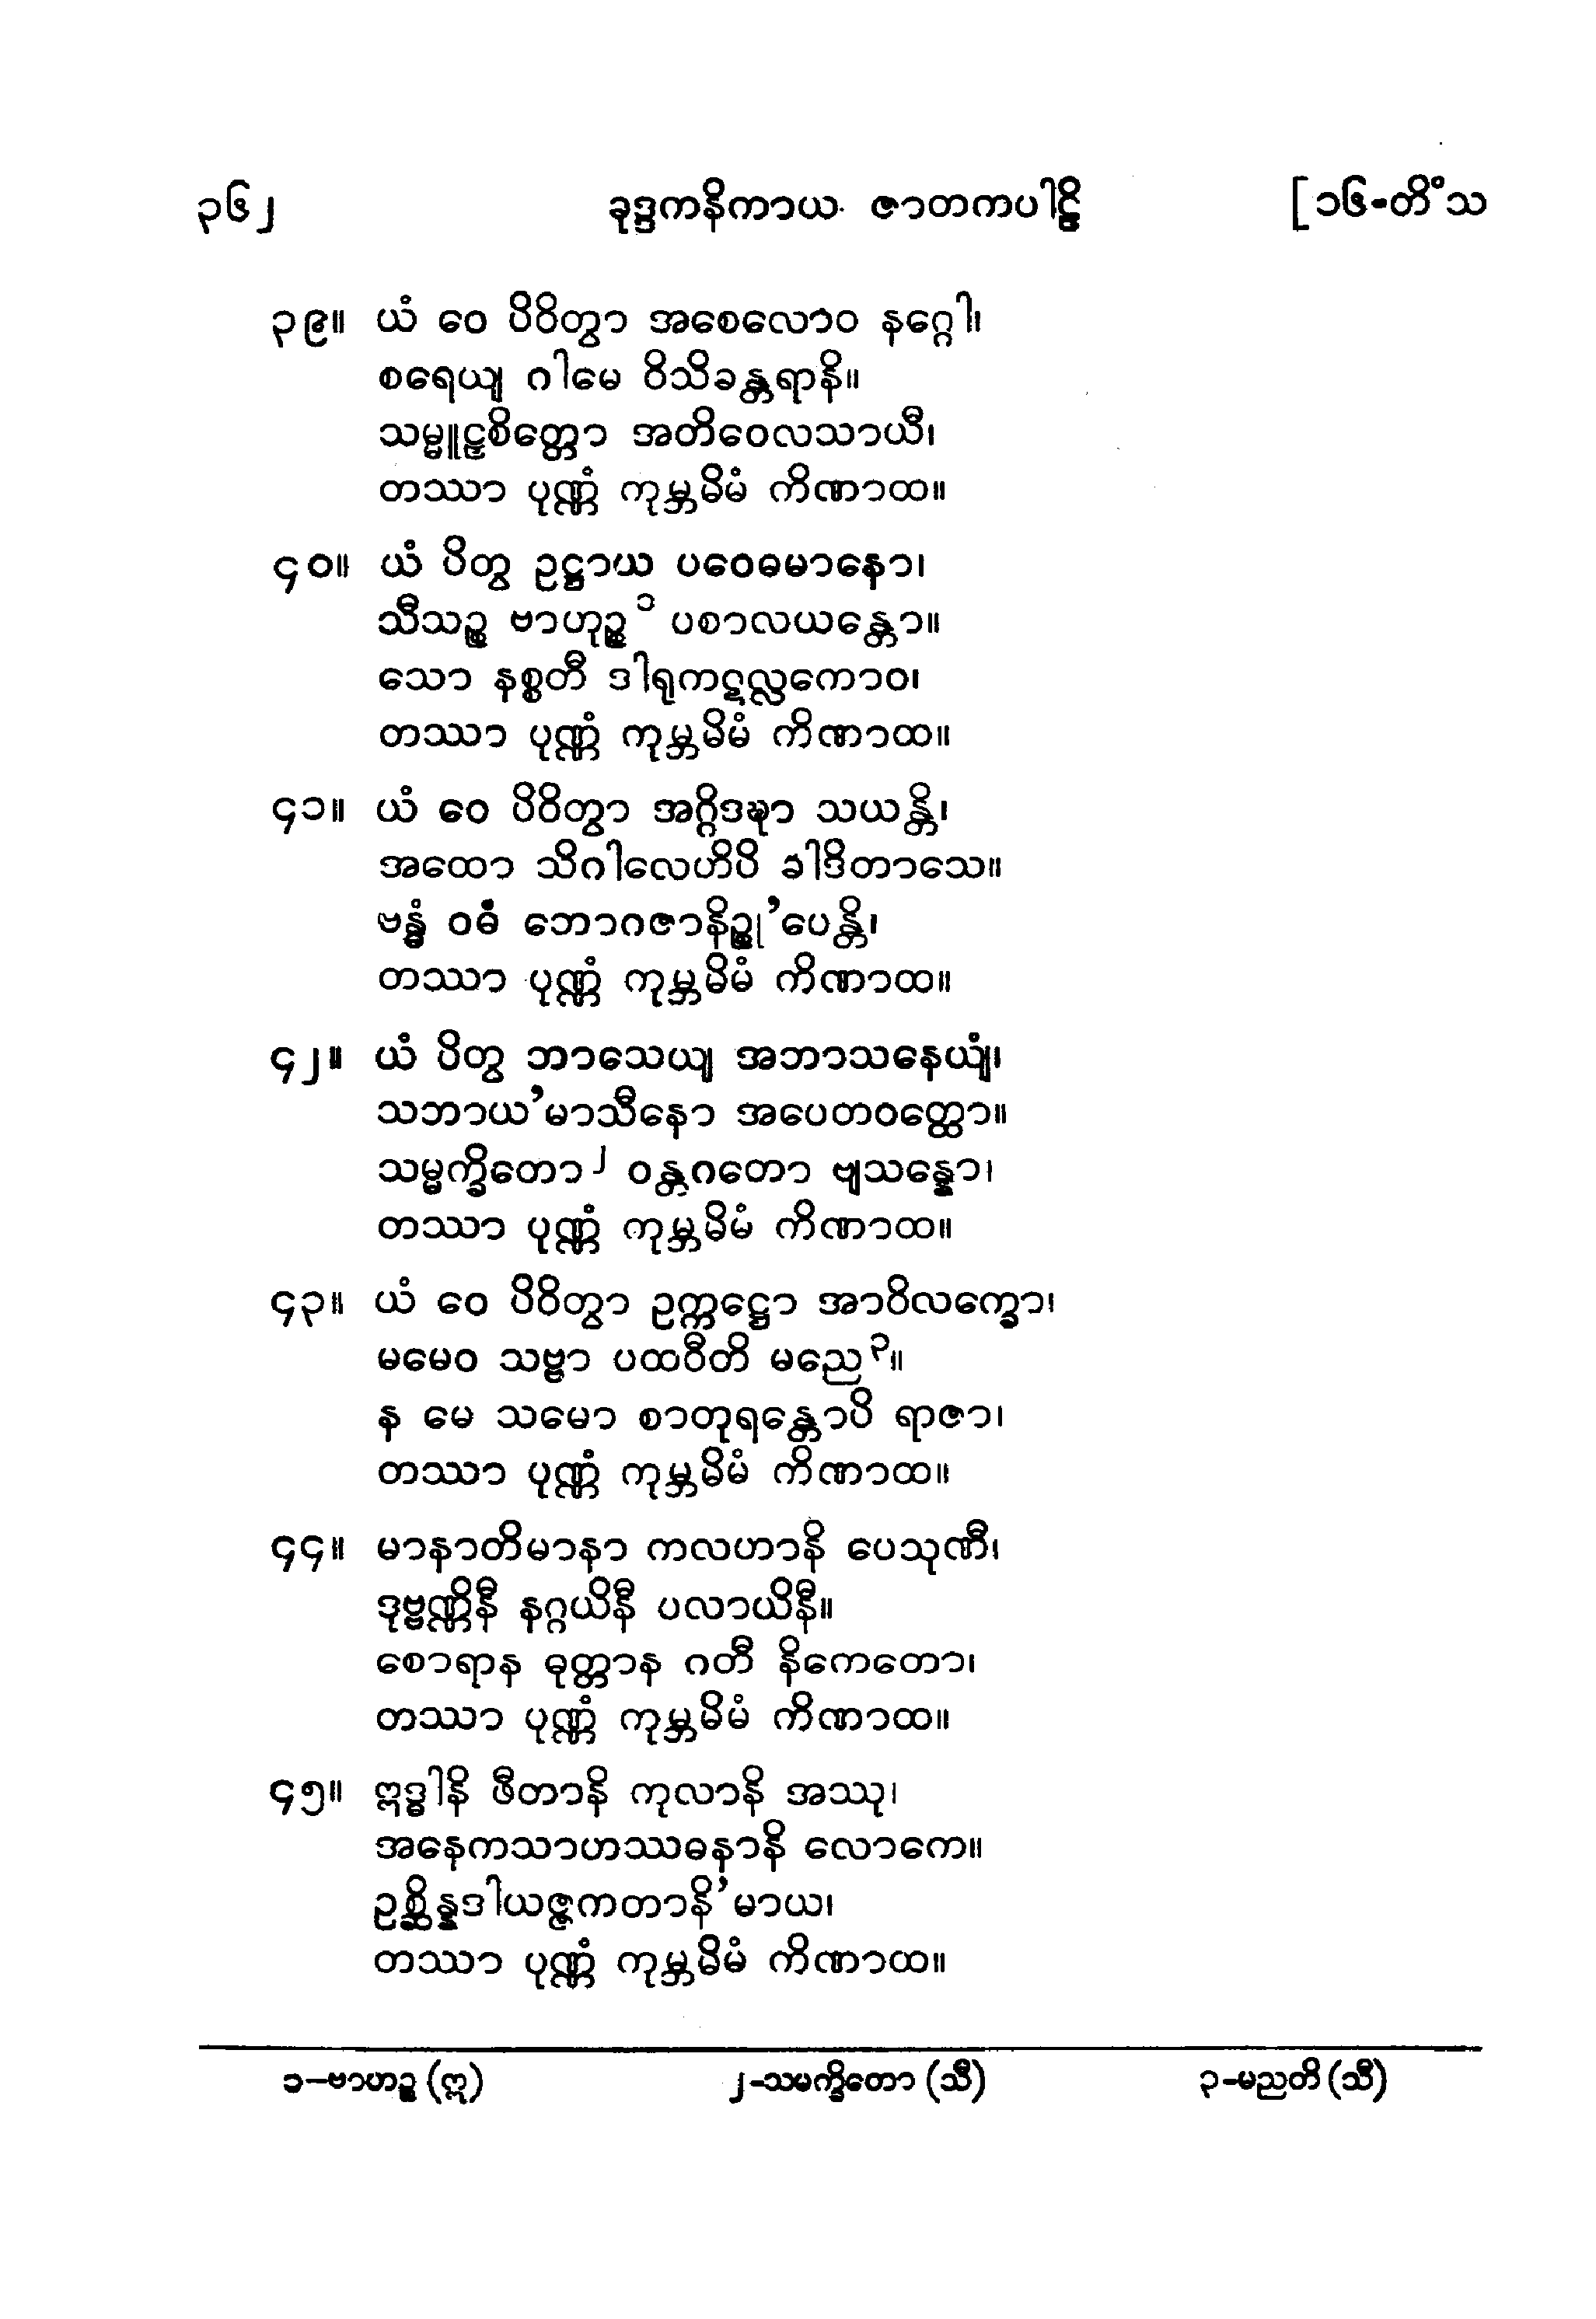 ၃၆၂ ခုဒ္ဒကနိကာယ ဇာတကပါဠိ [၁၆-တိံသ
၃၉။ ယံ ဝေ ပိဝိတွာ အစေလောဝ နဂ္ဂေါ၊
စရေယျ ဂါမေ ဝိသိခန္တရာနိ။
သမ္မူဠှစိတ္တော အတိဝေလသာယီ၊
တဿာ ပုဏ္ဏံ ကုမ္ဘမိမံ ကိဏာထ။
၄၀။ ယံ ပိတွ ဥဋ္ဌာယ ပဝေဓမာနော၊
သီသဉ္စ ဗာဟုဉ္စ ၁ ပစာလယန္တော။
သော နစ္စတီ ဒါရုကဋလ္လကောဝ၊
တဿာ ပုဏ္ဏံ ကုမ္ဘမိမံ ကိဏာထ။
၄၁။ ယံ ဝေ ပိဝိတွာ အဂ္ဂိဒဍ္ဎာ သယန္တိ၊
အထော သိဂါလေဟိပိ ခါဒိတာသေ။
ဗန္ဓံ ဝဓံ ဘောဂဇာနိဉ္စု’ပေန္တိ၊
တဿာ ပုဏ္ဏံ ကုမ္ဘမိမံ ကိဏာထ။
၄၂။ ယံ ပိတွ ဘာသေယျ အဘာသနေယျံ၊
သဘာယ’မာသီနော အပေတဝတ္ထော။
သမ္မက္ခိတော ၂ ဝန္တဂတော ဗျသန္နော၊
တဿာ ပုဏ္ဏံ ကုမ္ဘမိမံ ကိဏာထ။
၄၃။ ယံ ဝေ ပိဝိတွာ ဥက္ကဋ္ဌော အာဝိလက္ခော၊
မမေဝ သဗ္ဗာ ပထဝီတိ မညေ ၃။
န မေ သမော စာတုရန္တောပိ ရာဇာ၊
တဿာ ပုဏ္ဏံ ကုမ္ဘမိမံ ကိဏာထ။
၄၄။ မာနာတိမာနာ ကလဟာနိ ပေသုဏီ၊
ဒုဗ္ဗဏ္ဏိနီ နဂ္ဂယိနီ ပလာယိနီ။
စောရာန ဓုတ္တာန ဂတီ နိကေတော၊
တဿာ ပုဏ္ဏံ ကုမ္ဘမိမံ ကိဏာထ။
၄၅။ ဣဒ္ဓါနိ ဖီတာနိ ကုလာနိ အဿု၊
အနေကသာဟဿဓနာနိ လောကေ။
ဥစ္ဆိန္နဒါယဇ္ဇကတာနိ’မာယ၊
တဿာ ပုဏ္ဏံ ကုမ္ဘမိမံ ကိဏာထ။
၁-ဗာဟဉ္စ (ဣ) ၂-သမက္ခိတော (သီ) ၃-မညတိ (သီ)